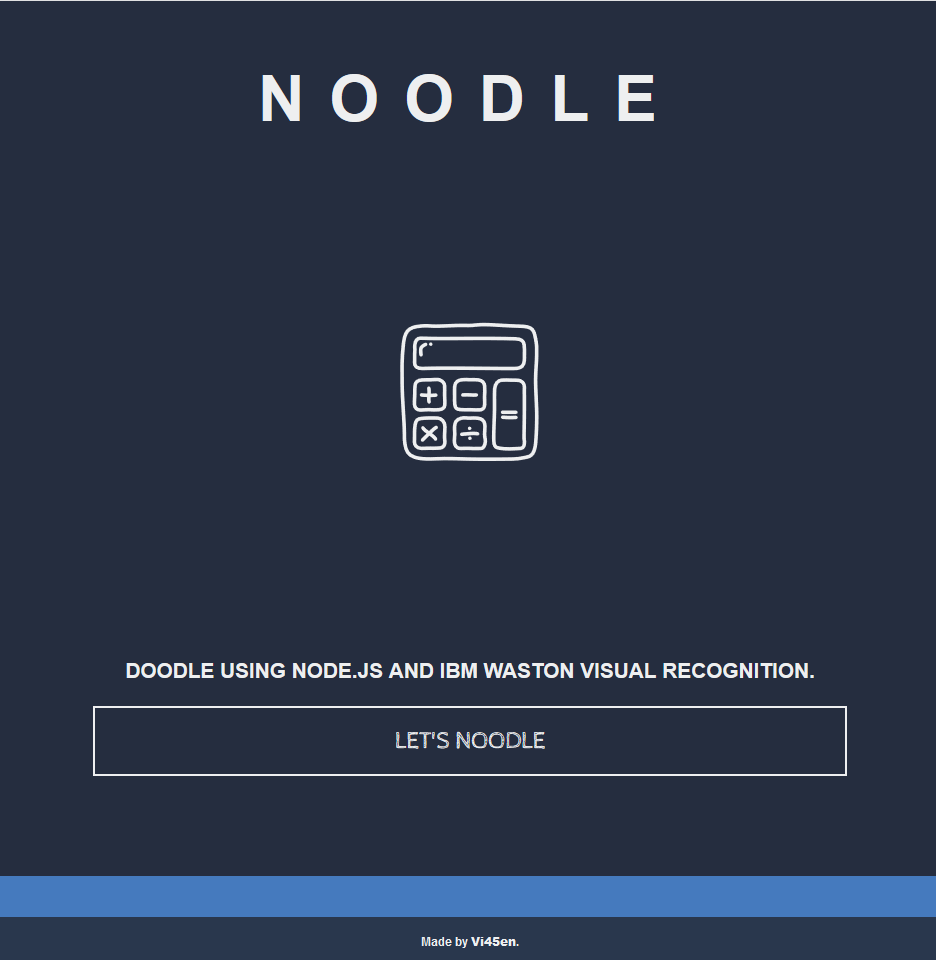 N O O D L E
DOODLE USING NODE.JS AND IBM WASTON VISUAL RECOGNITION.
LET'S NOODLE
Made by Vi45en.